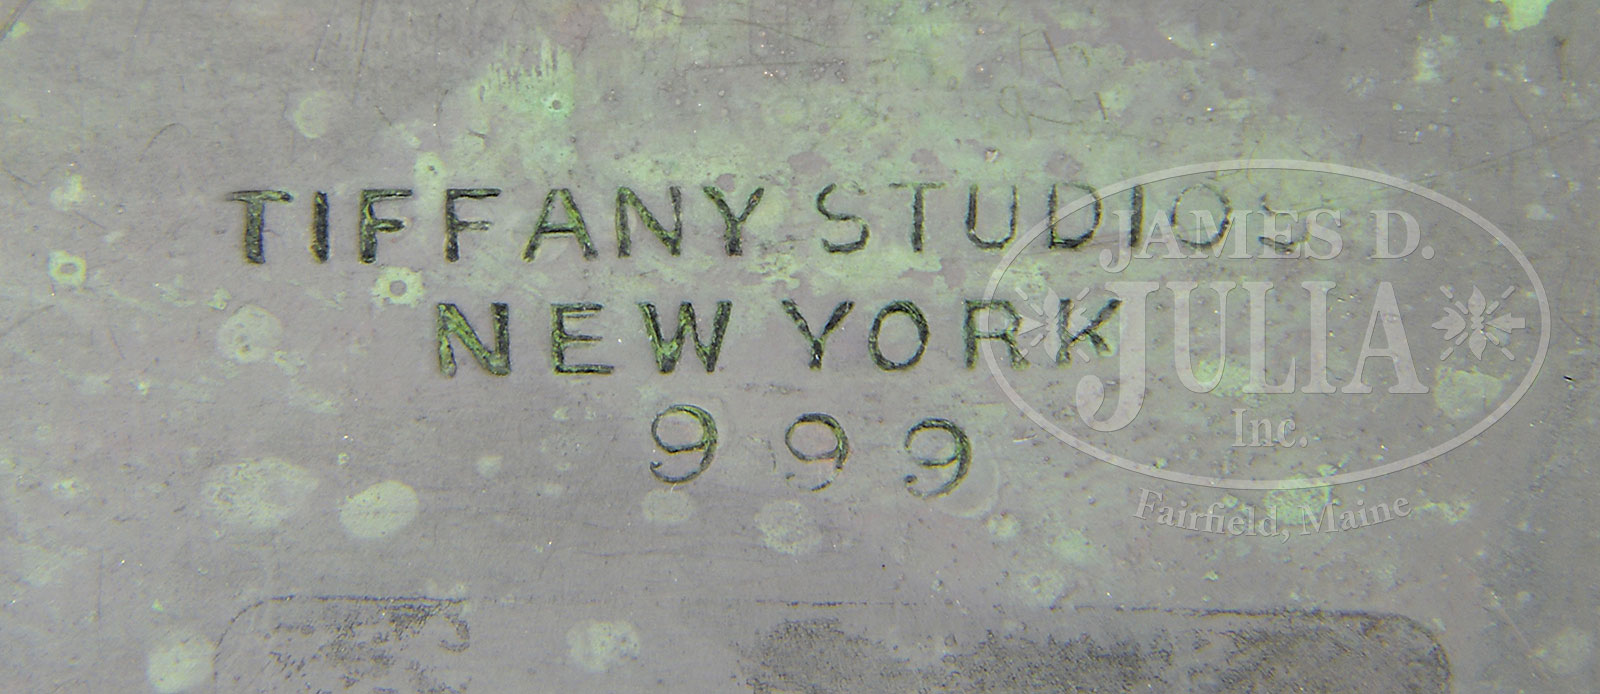 TIFFANY STUDIOS
NEW YORK
999
JAMES D.
JULIA
Inc.
Fairfield, Maine